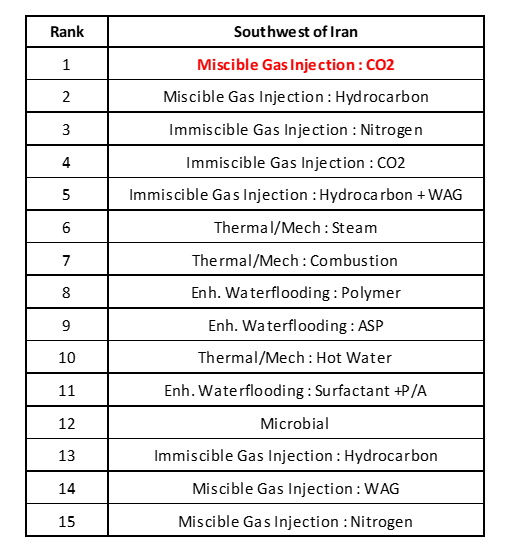 Rank Southwest of Iran
1 Miscible Gas Injection : CO2
2 Miscible Gas Injection : Hydrocarbon
3 Immiscible Gas Injection : Nitrogen
4 Immiscible Gas Injection : CO2
5 Immiscible Gas Injection : Hydrocarbon + WAG
6 Thermal/Mech : Steam
7 Thermal/Mech : Combustion
8 Enh. Waterflooding : Polymer
9 Enh. Waterflooding : ASP
10 Thermal/Mech : Hot Water
11 Enh. Waterflooding : Surfactant +P/A
12 Microbial
13 Immiscible Gas Injection : Hydrocarbon
14 Miscible Gas Injection : WAG
15 Miscible Gas Injection : Nitrogen